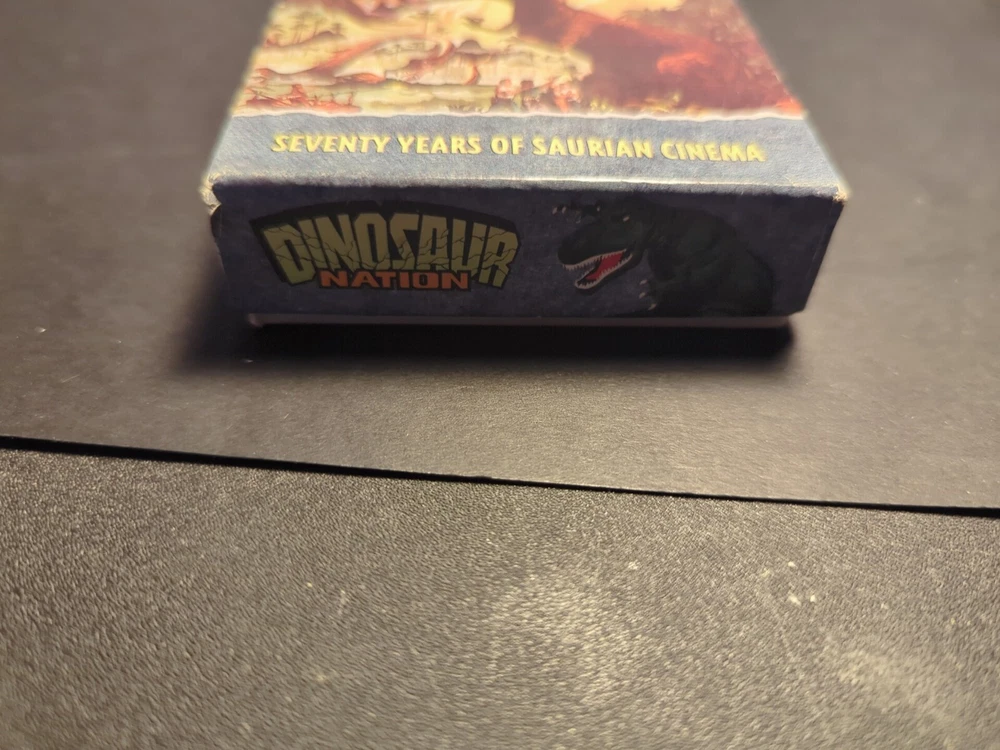 SEVENTY YEARS OF SAURIAN CINEMA
DINOSAUR
NATION